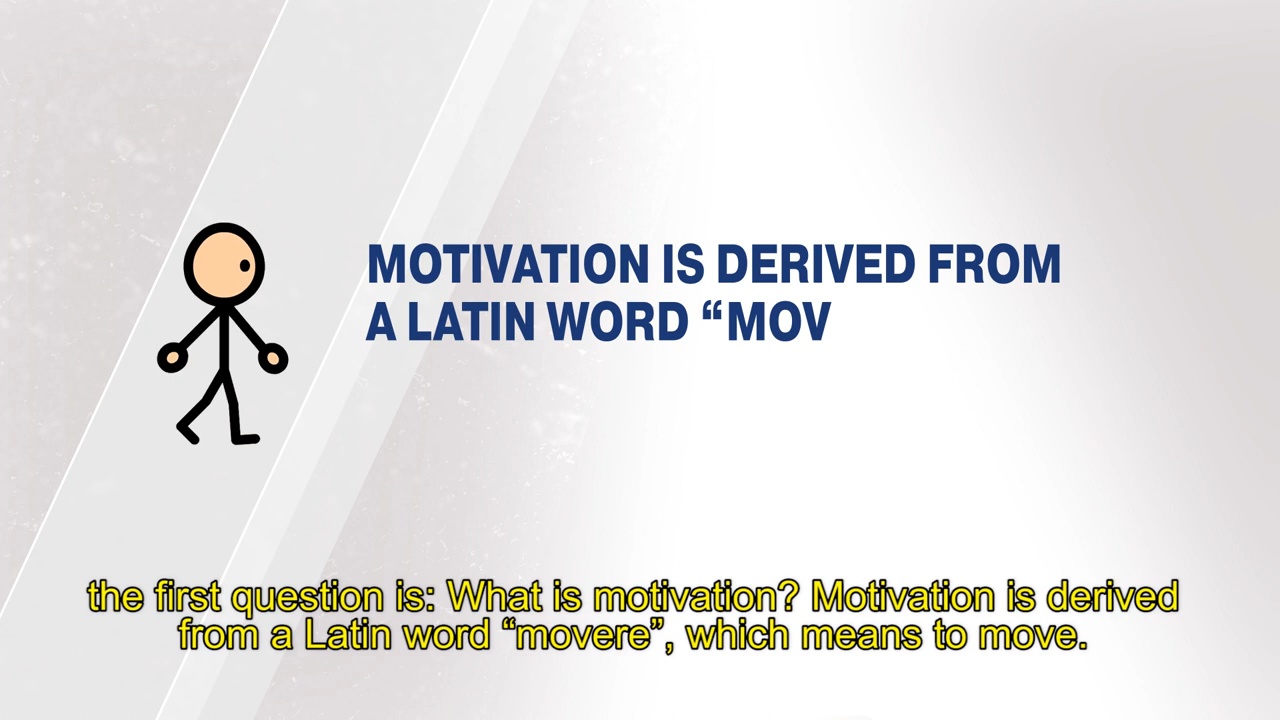 MOTIVATION IS DERIVED FROM
A LATIN WORD “MOV
the first question is: What is motivation? Motivation is derived
from a Latin word “movere”, which means to move.